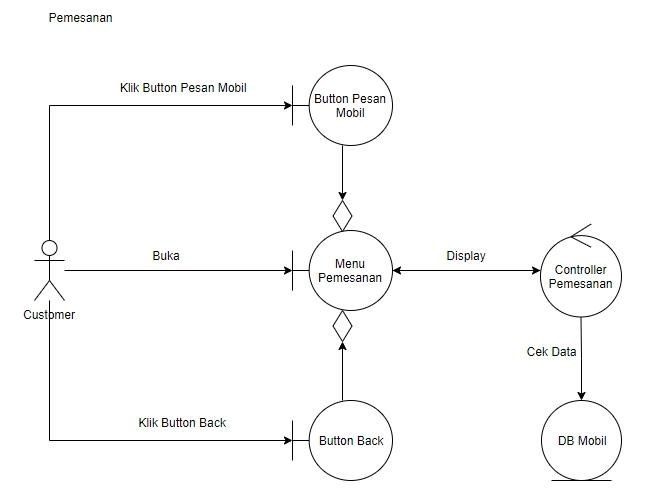 Pemesanan
Klik Button Pesan Mobil
Button Pesan
Mobil
Buka
Menu
Pemesanan
Display
Controller
Pemesanan
Customer
Cek Data
Klik Button Back
Button Back
DB Mobil